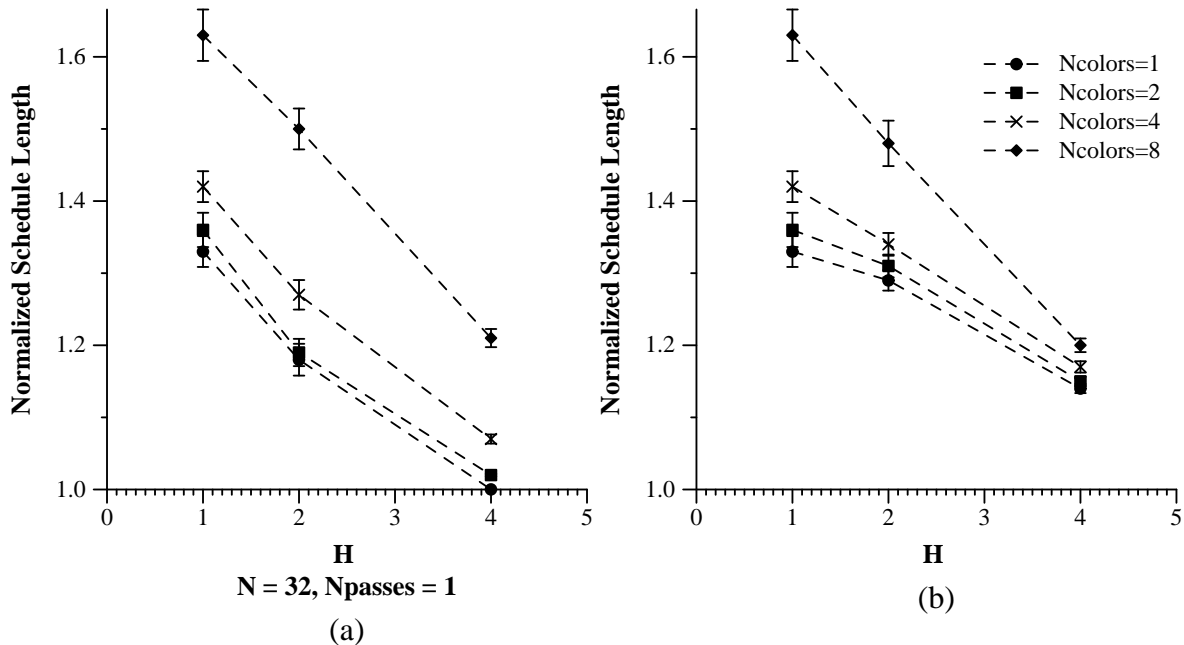 Normalized Schedule Length
1.6
1.4
1.2
1.0
0
1
2
3
4
5
H
N = 32, Npasses = 1
(a)
Normalized Schedule Length
1.6
1.4
1.2
1.0
0
1
2
3
4
5
H
(b)
Ncolors=1
Ncolors=2
Ncolors=4
Ncolors=8